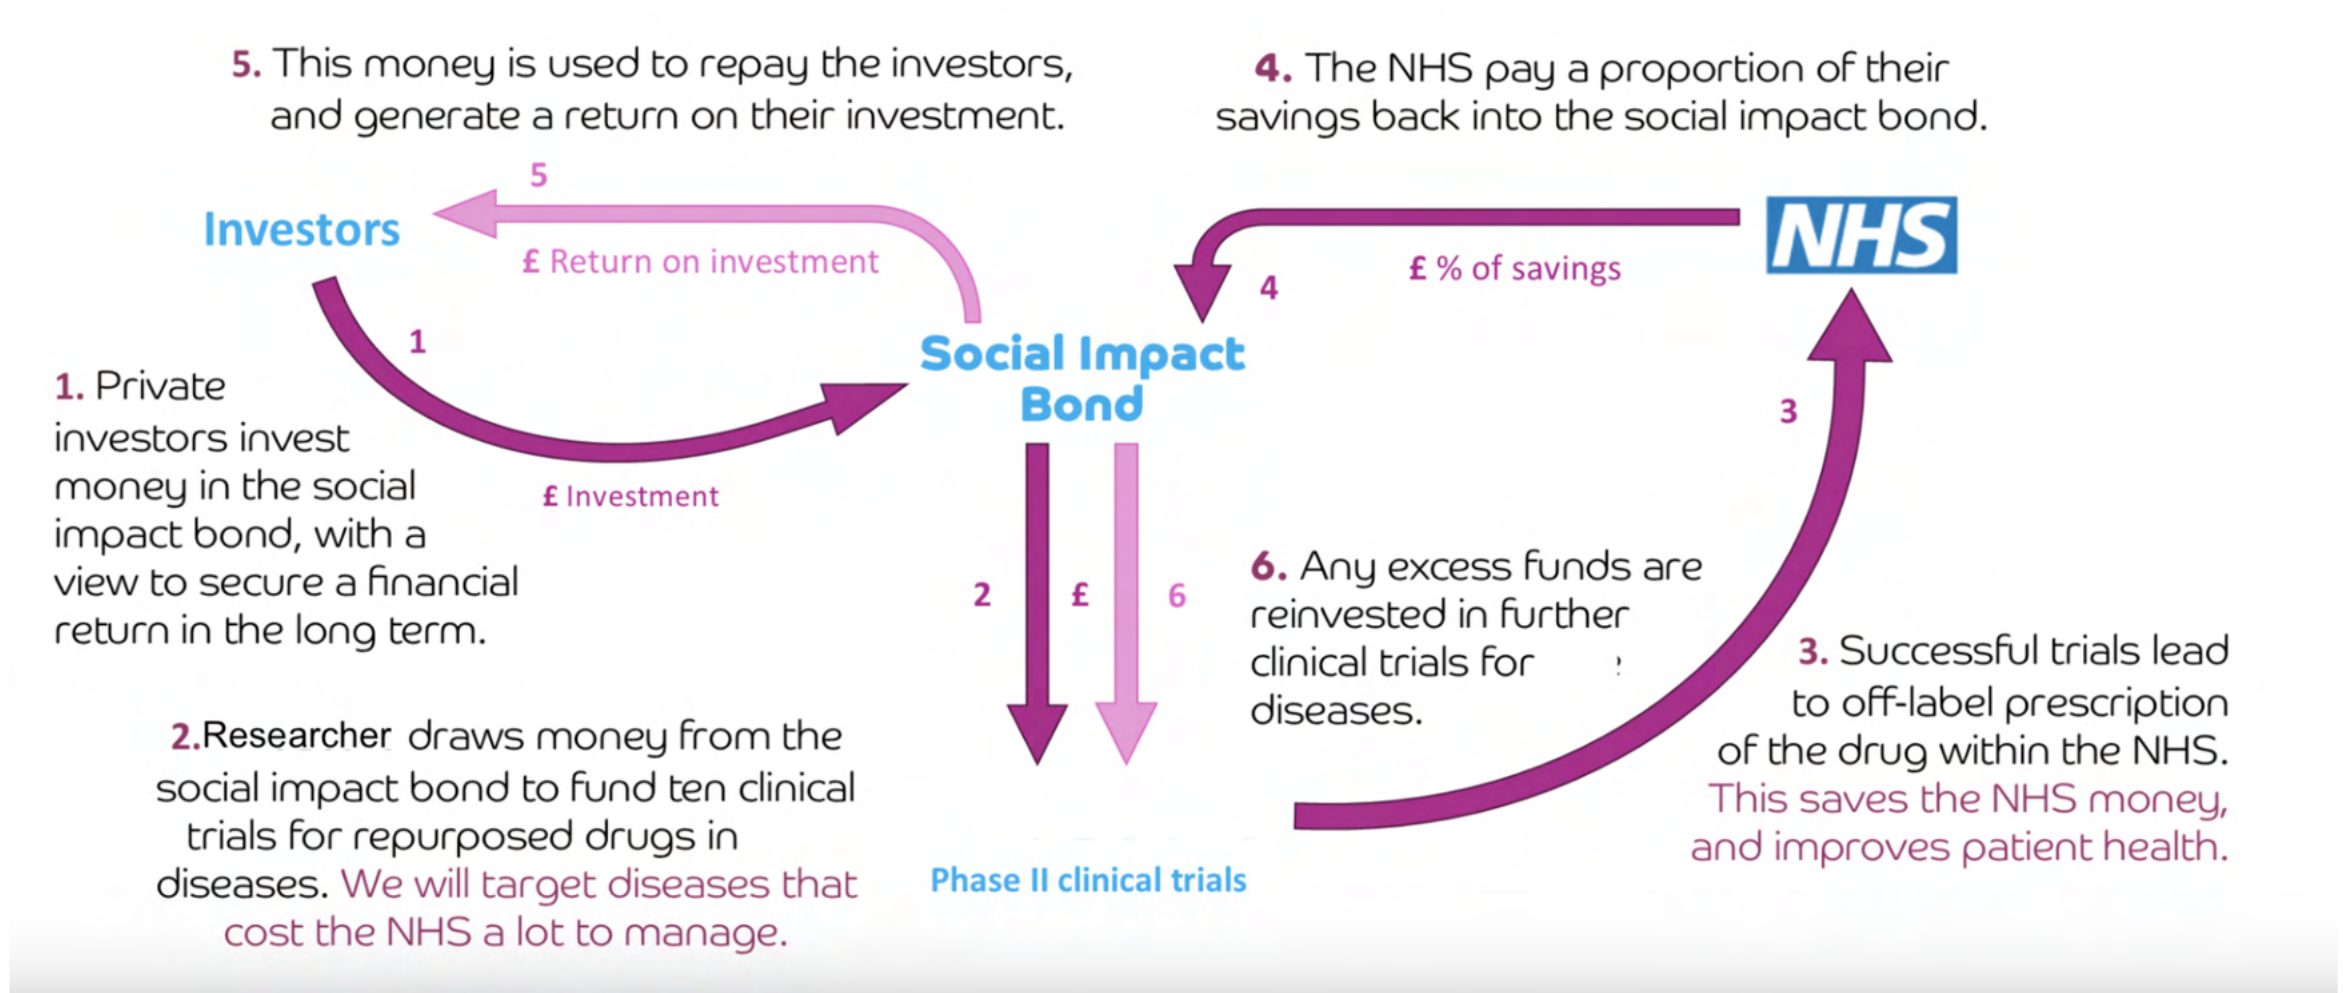 5. This money is used to repay the investors,
and generate a return on their investment.
4. The NHS pay a proportion of their
savings back into the social impact bond.
5
Investors
£ Return on investment
4
£ % of savings
NHS
1
Social Impact
Bond
3
1. Private
investors invest
money in the social
impact bond, with a
view to secure a financial
return in the long term.
£ Investment
2
£
6
6. Any excess funds are
reinvested in further
clinical trials for
diseases.
3. Successful trials lead
to off-label prescription
of the drug within the NHS.
This saves the NHS money,
and improves patient health.
2.Researcher draws money from the
social impact bond to fund ten clinical
trials for repurposed drugs in
diseases. We will target diseases that
cost the NHS a lot to manage.
Phase II clinical trials